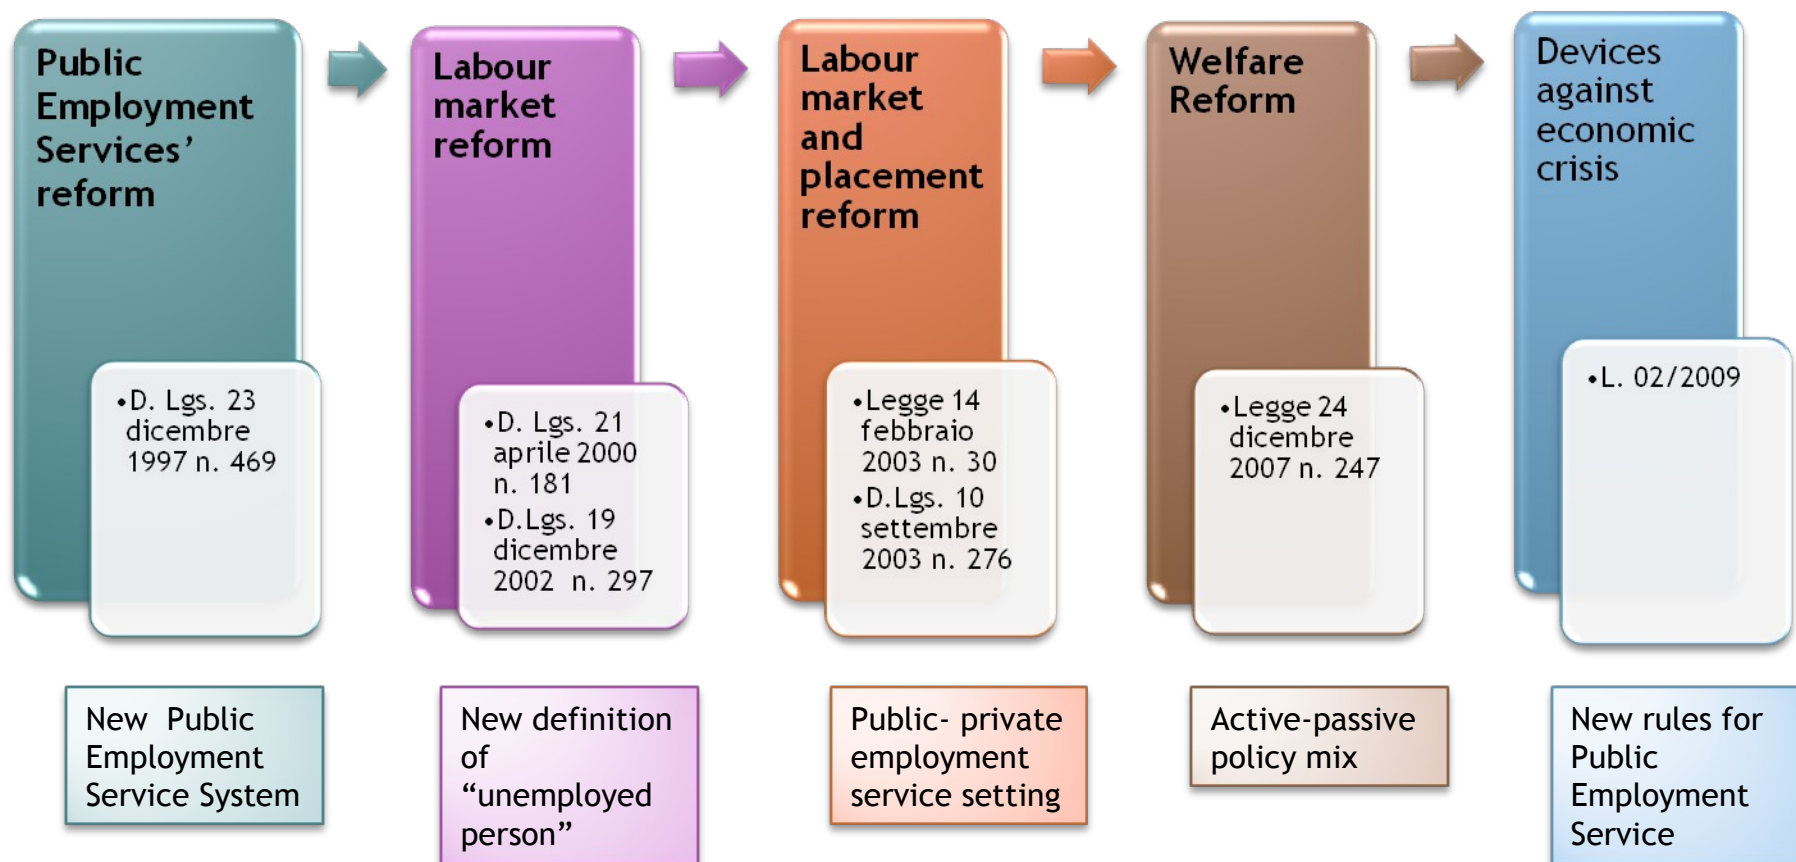 Public
Employment
Services’
reform
•D. Lgs. 23
dicembre
1997 n. 469
New Public
Employment
Service System
Labour
market
reform
•D. Lgs. 21
aprile 2000
n. 181
•D.Lgs. 19
dicembre
2002 n. 297
New definition
of
“unemployed
person”
Labour
market
and
placement
reform
•Legge 14
febbraio
2003 n. 30
•D.Lgs. 10
settembre
2003 n. 276
Public- private
employment
service setting
Welfare
Reform
•Legge 24
dicembre
2007 n. 247
Active-passive
policy mix
Devices
against
economic
crisis
•L. 02/2009
New rules for
Public
Employment
Service